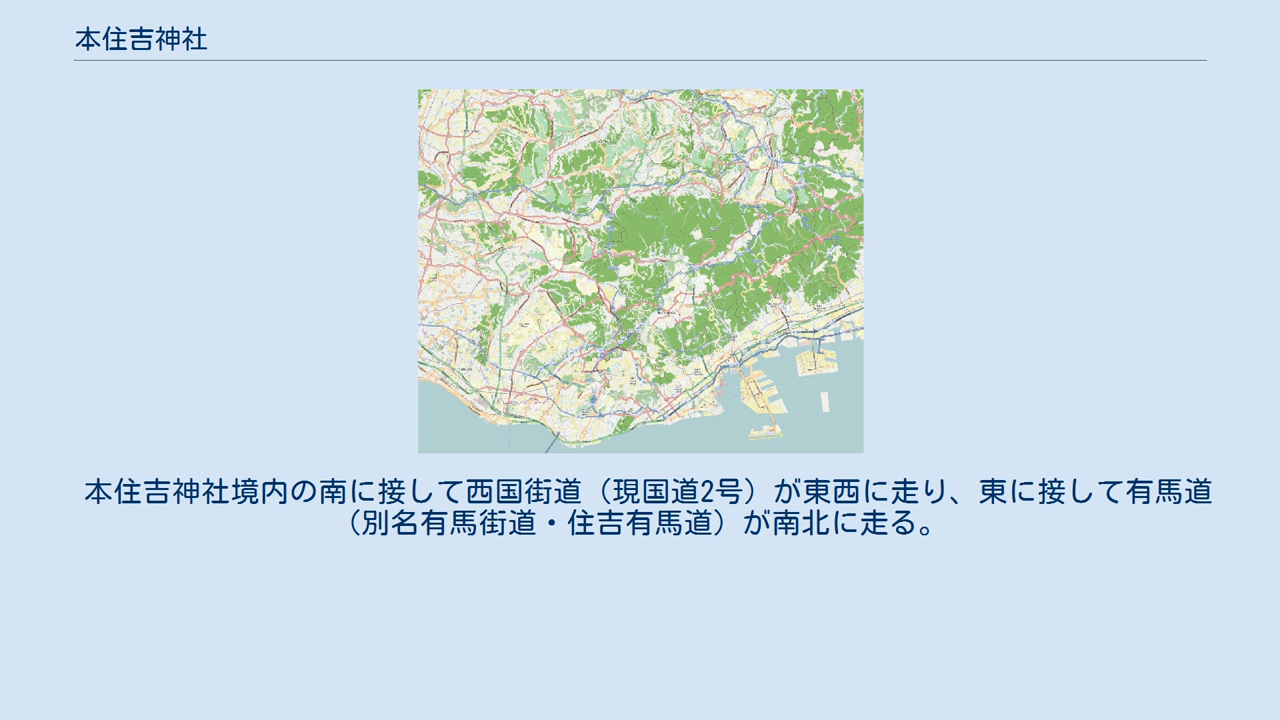 本住吉神社
本住吉神社境内の南に接して西国街道（現国道2号）が東西に走り、東に接して有馬道
（別名有馬街道・住吉有馬道）が南北に走る。